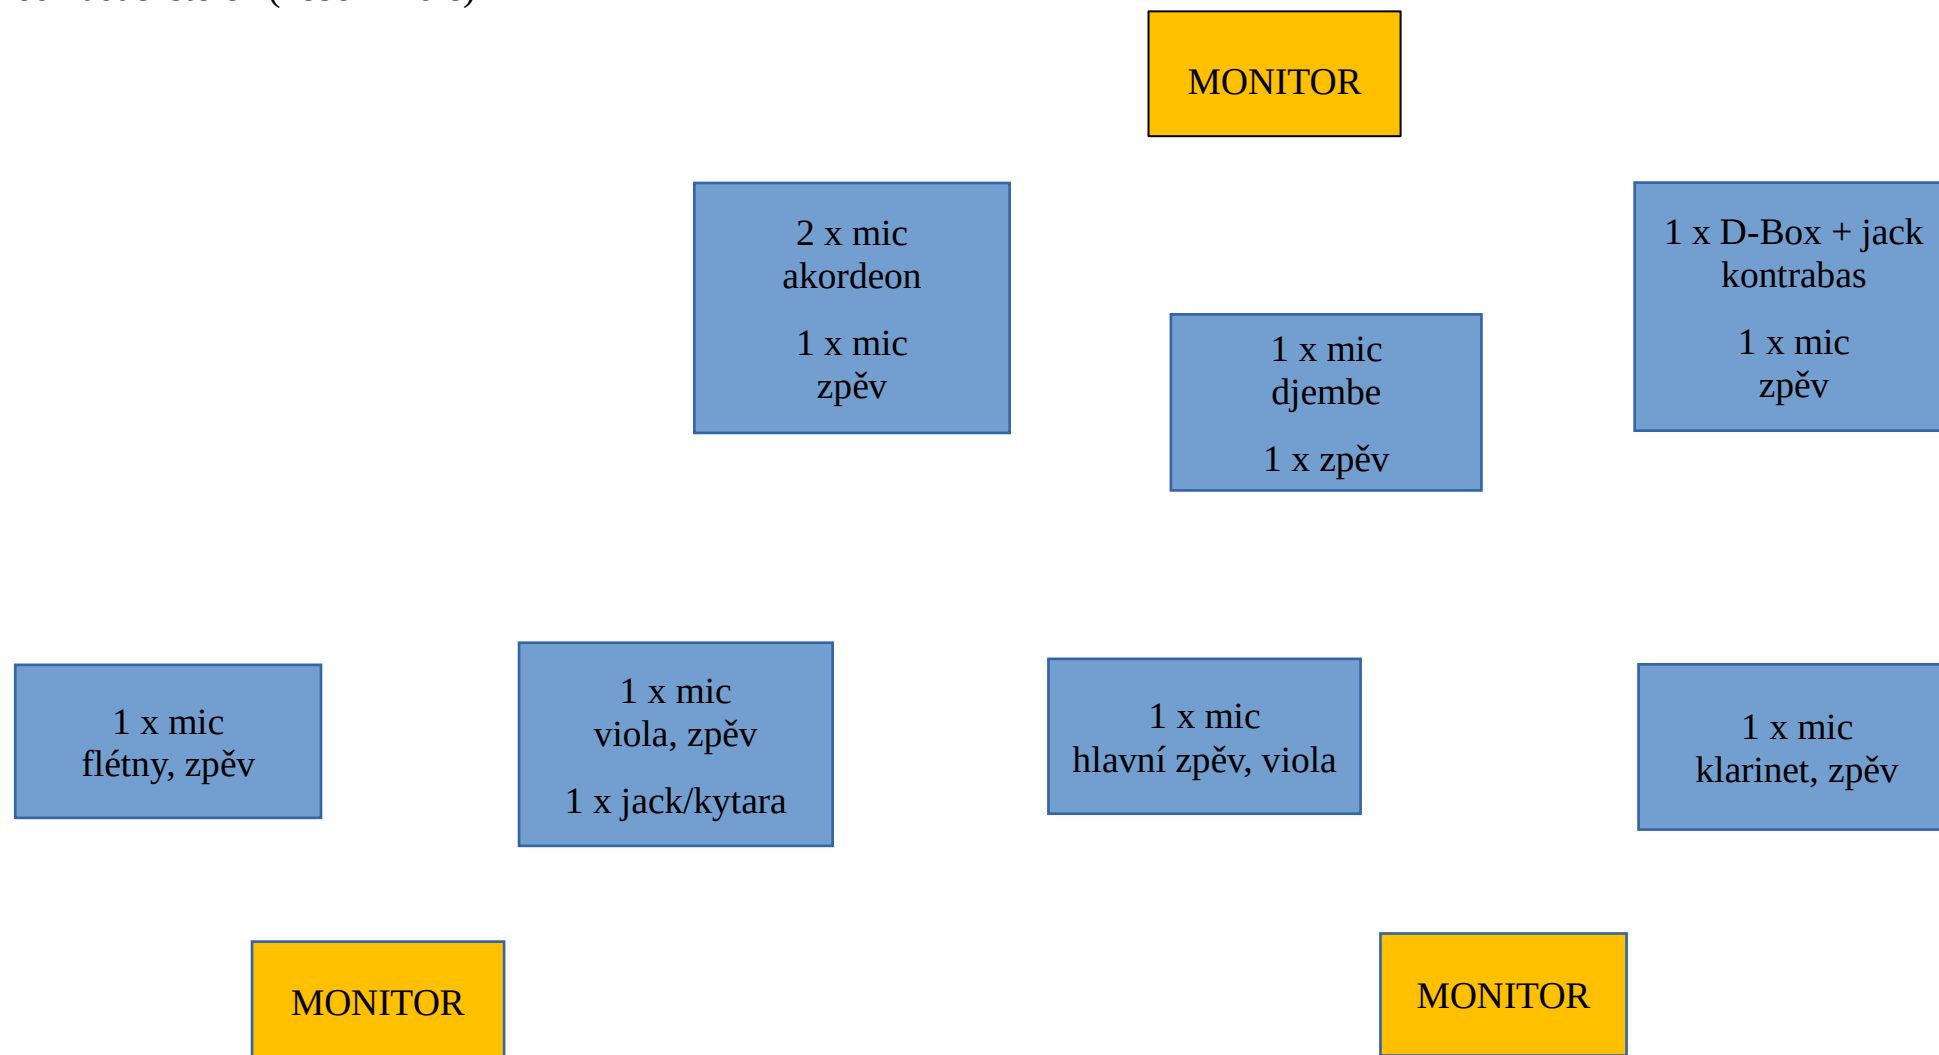 MONITOR
2 x mic
akordeon
1 x mic
zpěv
1 x D-Box + jack
kontrabas
1 x mic
zpěv
1 x mic
djembe
1 x zpěv
1 x mic
flétny, zpěv
1 x mic
viola, zpěv
1 x jack/kytara
1 x mic
hlavní zpěv, viola
1 x mic
klarinet, zpěv
MONITOR
MONITOR